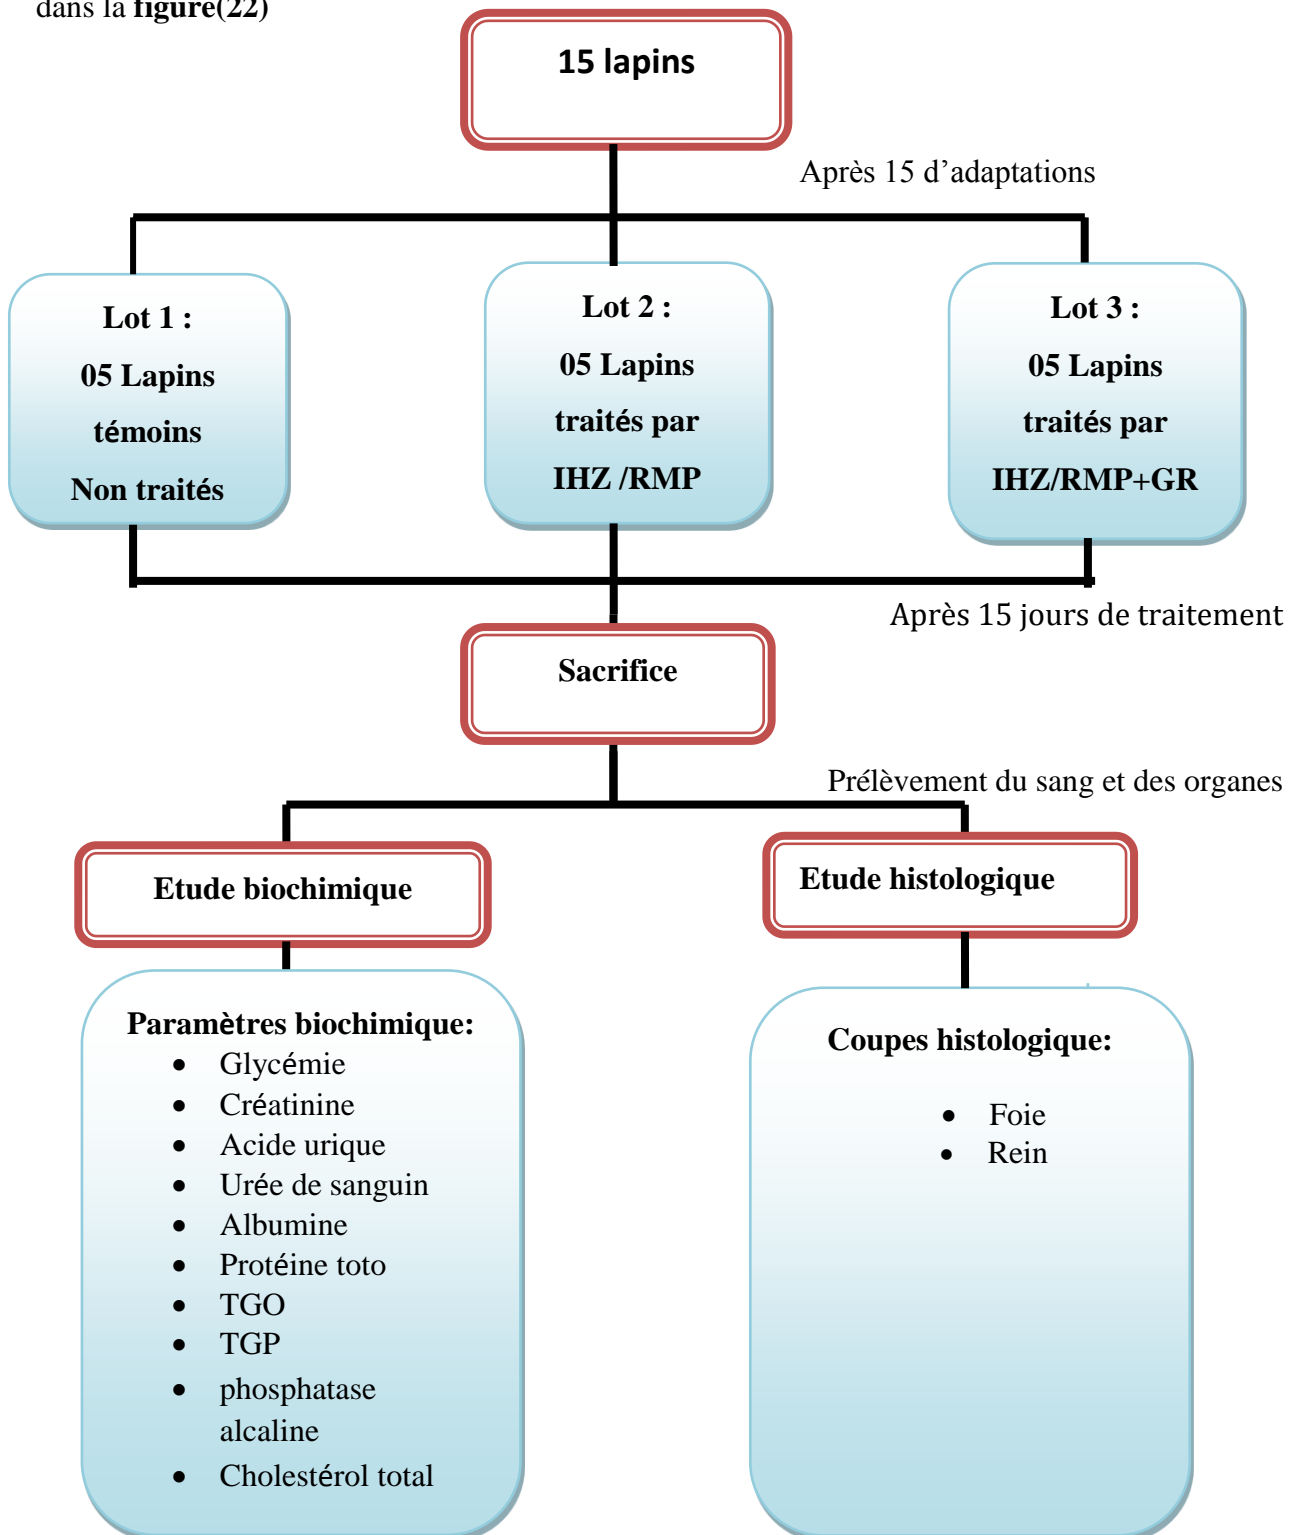 dans la figure(22)
15 lapins
Après 15 d’adaptations
Lot 1 :
05 Lapins
témoins
Non traités
Lot 2 :
05 Lapins
traités par
IHZ /RMP
Lot 3 :
05 Lapins
traités par
IHZ/RMP+GR
Après 15 jours de traitement
Sacrifice
Prélèvement du sang et des organes
Etude biochimique
Etude histologique
Paramètres biochimique:
• Glycémie
• Créatinine
• Acide urique
• Urée de sanguin
• Albumine
• Protéine toto
• TGO
• TGP
• phosphatase
alcaline
• Cholestérol total
Coupes histologique:
• Foie
• Rein